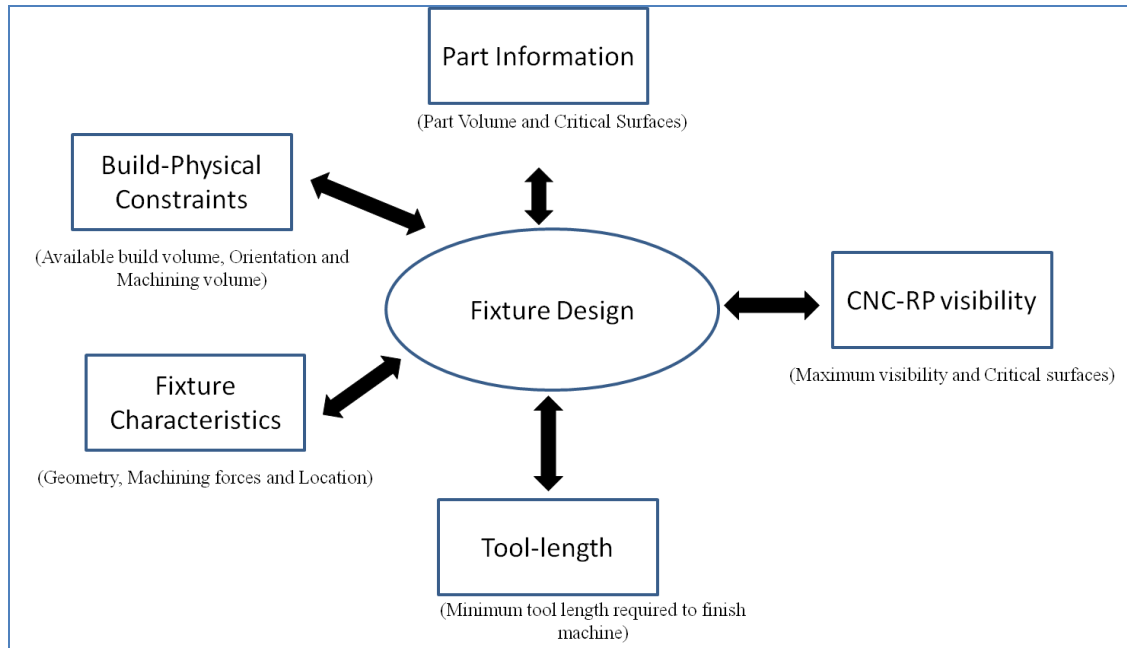 Part Information
(Part Volume and Critical Surfaces)
Build-Physical
Constraints
(Available build volume, Orientation and
Machining volume)
Fixture Design
CNC-RP visibility
(Maximum visibility and Critical surfaces)
Fixture
Characteristics
(Geometry, Machining forces and Location)
Tool-length
(Minimum tool length required to finish
machine)